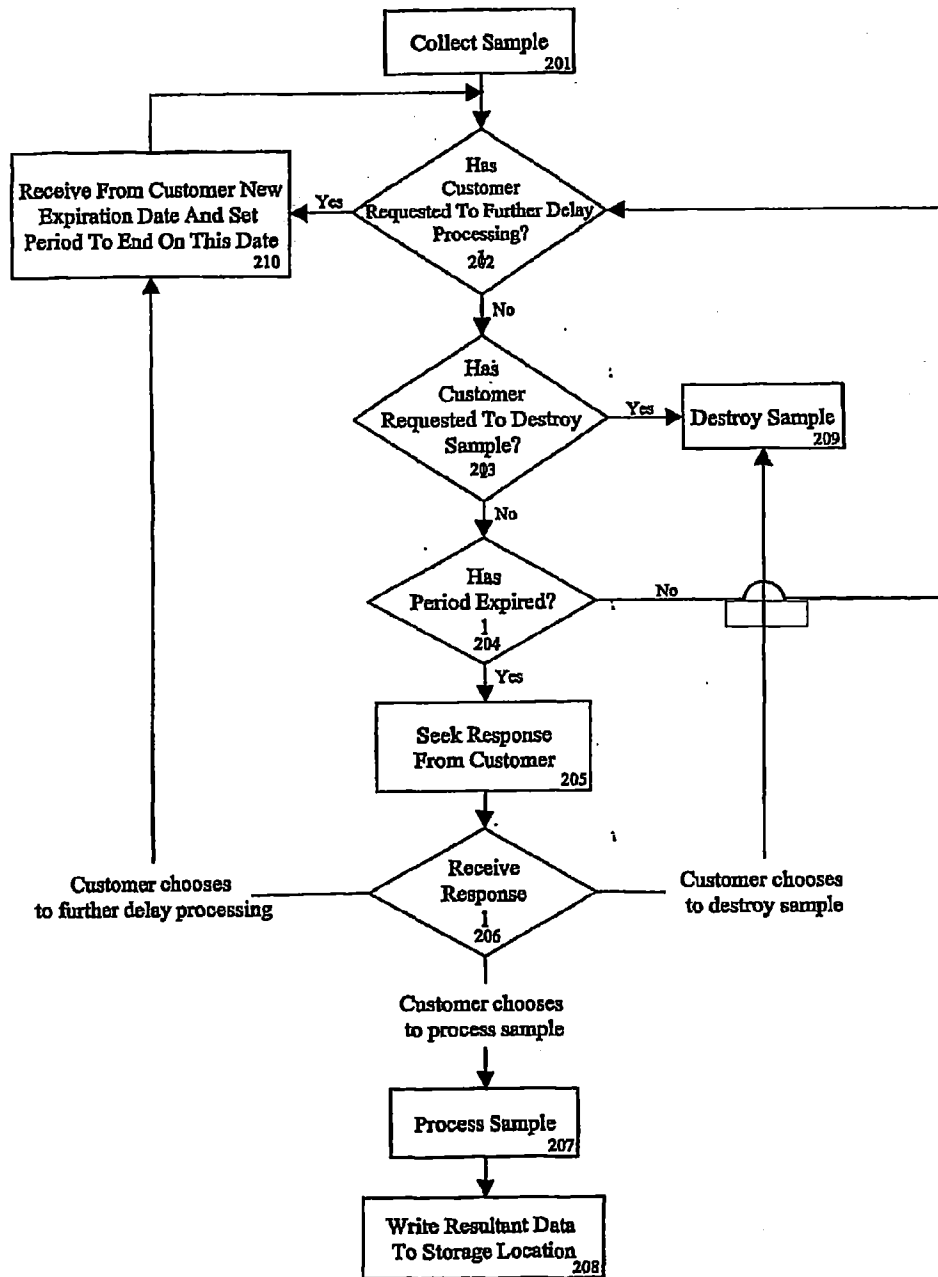 Collect Sample
201
Has
Customer
Requested To Further Delay
Processing?
1
202
Yes
Receive From Customer New
Expiration Date And Set
Period To End On This Date
210
No
Has
Customer
Requested To Destroy
Sample?
1
203
Yes
Destroy Sample
209
No
Has
Period Expired?
1
204
No
Yes
Seek Response
From Customer
205
Receive
Response
1
206
Customer chooses
to further delay processing
Customer chooses
to destroy sample
Customer chooses
to process sample
Process Sample
207
Write Resultant Data
To Storage Location
208